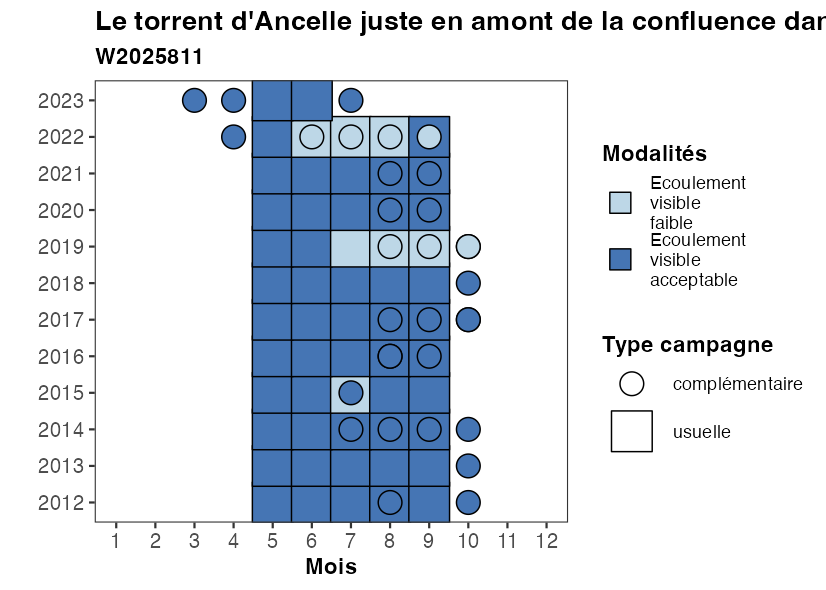 Le torrent d'Ancelle juste en amont de la confluence dan
W2025811
2023
2022
2021
2020
2019
2018
2017
2016
2015
2014
2013
2012
1 2 3 4 5 6 7 8 9 10 11 12
Mois
Modalités
Ecoulement
visible
faible
Ecoulement
visible
acceptable
Type campagne
complémentaire
usuelle